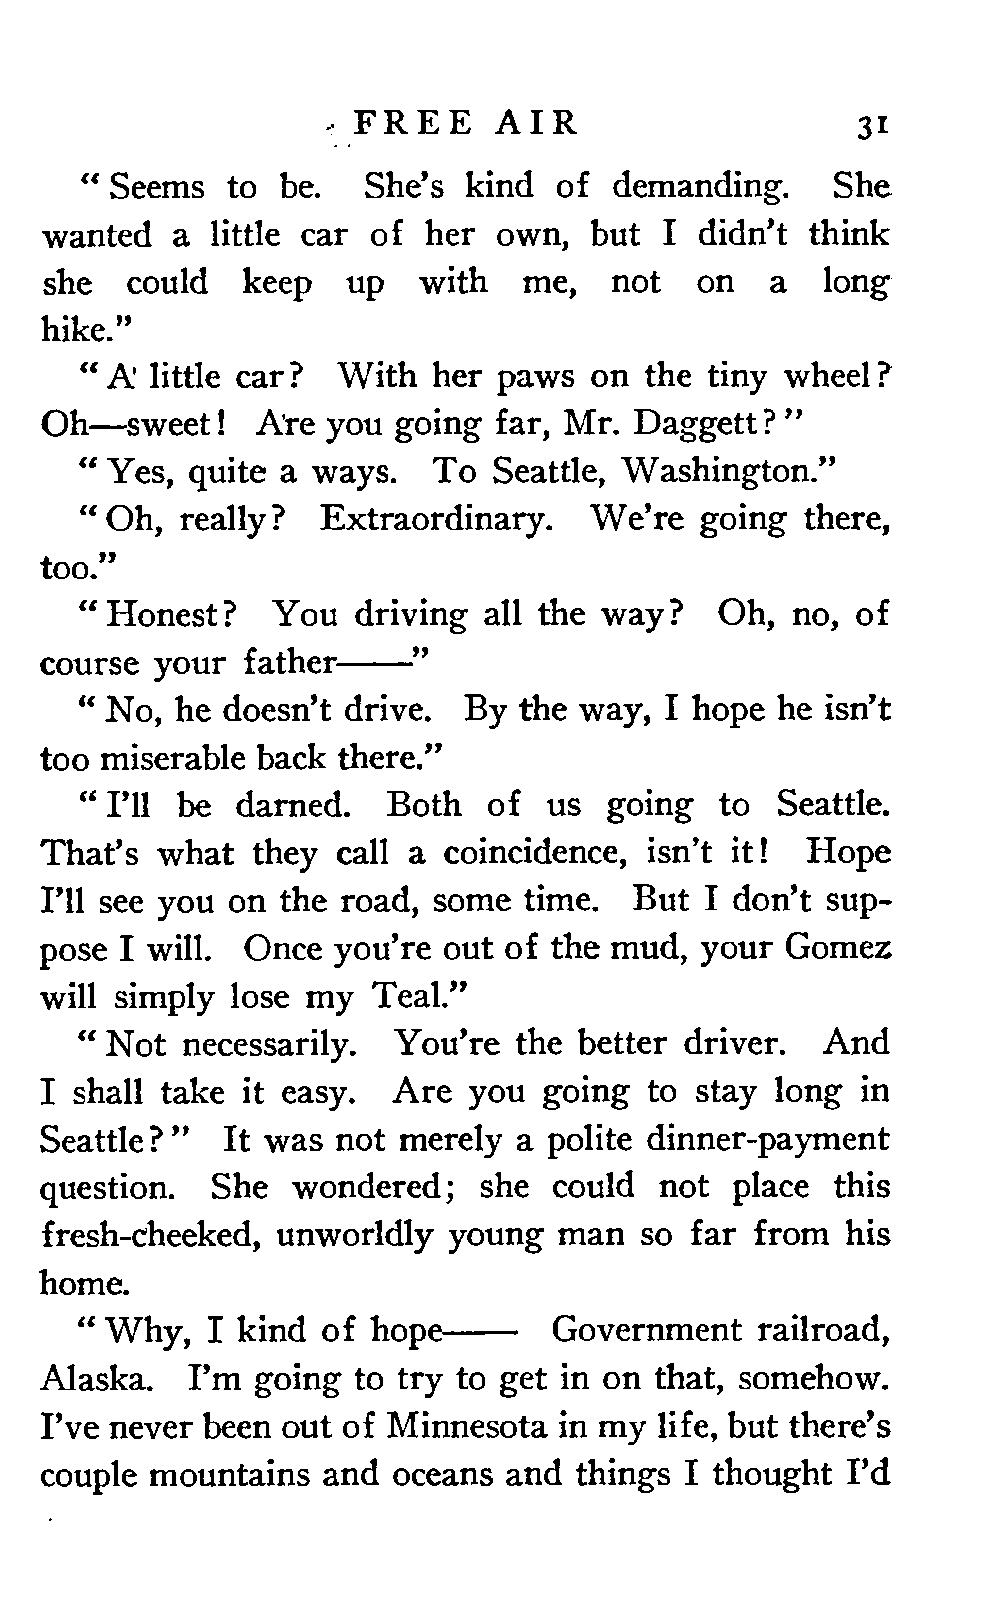 FREE AIR 31
“Seems to be. She’s kind of demanding. She
wanted a little car of her own, but I didn’t think
she could keep up with me, not on a long
hike.”
“A little car? With her paws on the tiny wheel?
Oh—sweet! Are you going far, Mr. Daggett?”
“Yes, quite a ways. To Seattle, Washington.”
“Oh, really? Extraordinary. We’re going there,
too.”
“Honest? You driving all the way? Oh, no, of
course your father——”
“No, he doesn’t drive. By the way, I hope he isn’t
too miserable back there.”
“I’ll be darned. Both of us going to Seattle.
That’s what they call a coincidence, isn’t it! Hope
I’ll see you on the road, some time. But I don’t sup-
pose I will. Once you’re out of the mud, your Gomez
will simply lose my Teal.”
“Not necessarily. You’re the better driver. And
I shall take it easy. Are you going to stay long in
Seattle?” It was not merely a polite dinner-payment
question. She wondered; she could not place this
fresh-cheeked, unworldly young man so far from his
home.
“Why, I kind of hope—— Government railroad,
Alaska. I’m going to try to get in on that, somehow.
I’ve never been out of Minnesota in my life, but there’s
couple mountains and oceans and things I thought I’d